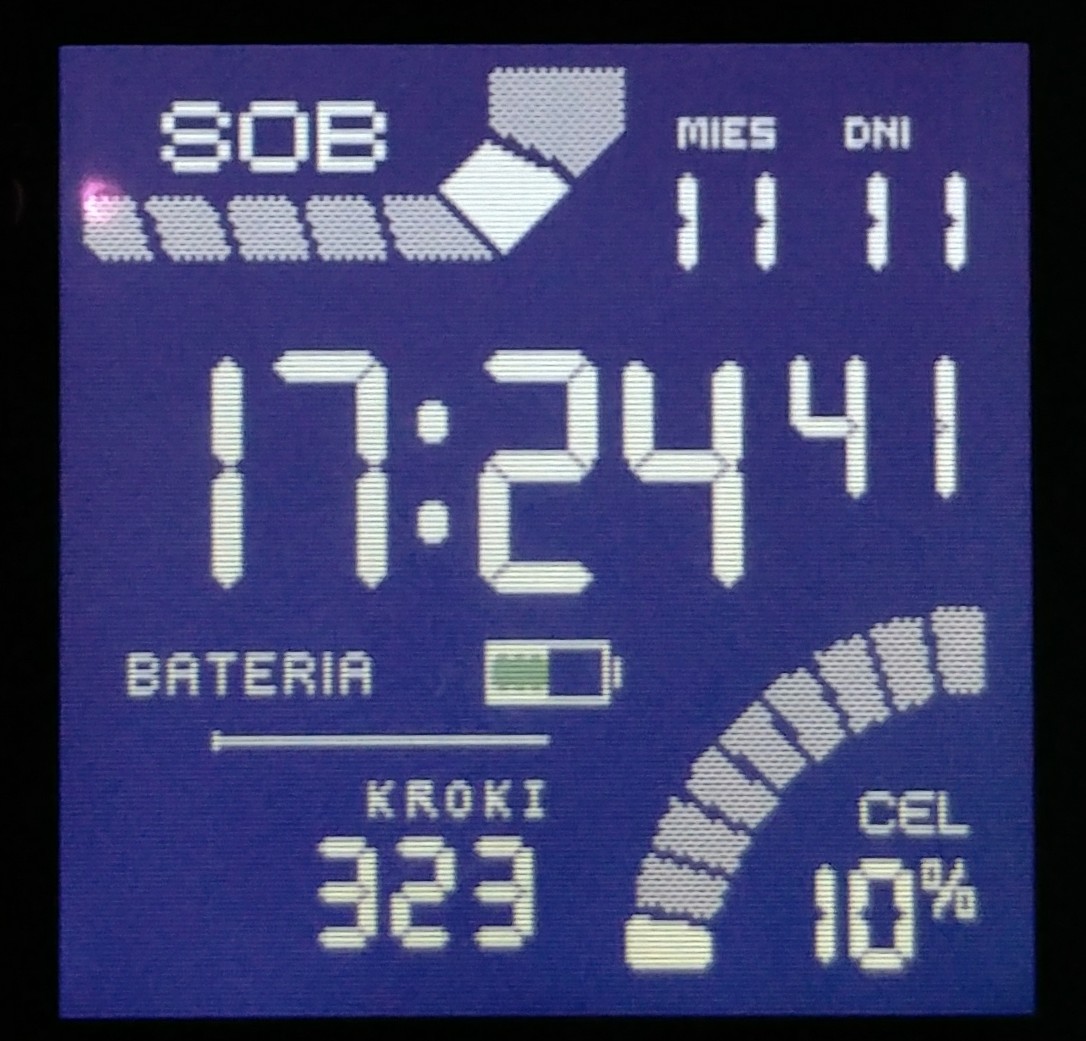 SOB
MIES DNI
11 11
17:24 41
BATERIA
KROKI
323
CEL
10%